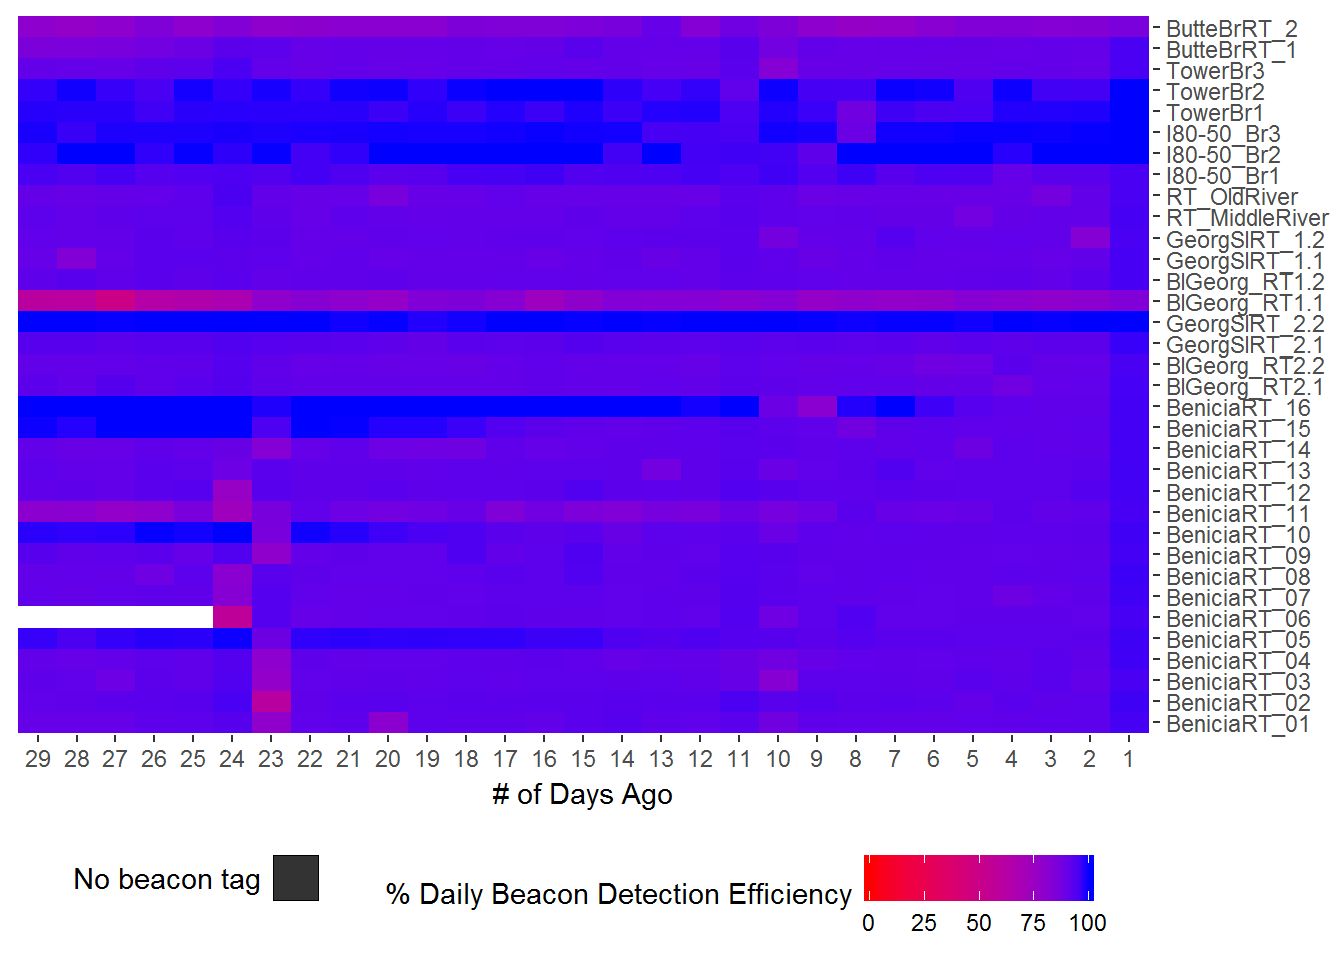 ButteBrRT_2
ButteBrRT_1
TowerBr3
TowerBr2
TowerBr1
I80-50_Br3
I80-50_Br2
I80-50_Br1
RT_OldRiver
RT_MiddleRiver
GeorgSlRT_1.2
GeorgSlRT_1.1
BlGeorg_RT1.2
BlGeorg_RT1.1
GeorgSlRT_2.2
GeorgSlRT_2.1
BlGeorg_RT2.2
BlGeorg_RT2.1
BeniciaRT_16
BeniciaRT_15
BeniciaRT_14
BeniciaRT_13
BeniciaRT_12
BeniciaRT_11
BeniciaRT_10
BeniciaRT_09
BeniciaRT_08
BeniciaRT_07
BeniciaRT_06
BeniciaRT_05
BeniciaRT_04
BeniciaRT_03
BeniciaRT_02
BeniciaRT_01
29 28 27 26 25 24 23 22 21 20 19 18 17 16 15 14 13 12 11 10 9 8 7 6 5 4 3 2 1
# of Days Ago
No beacon tag
% Daily Beacon Detection Efficiency
0 25 50 75 100